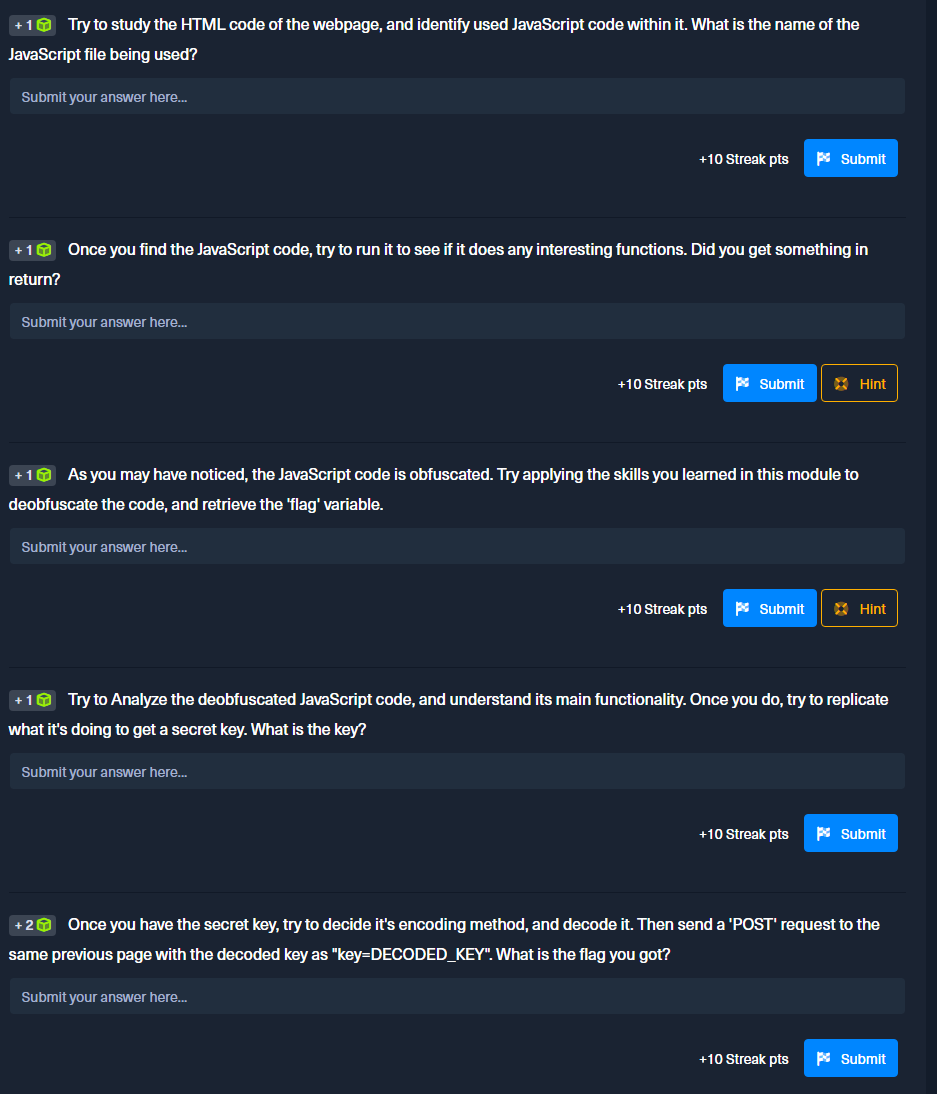 + 1 Try to study the HTML code of the webpage, and identify used JavaScript code within it. What is the name of the
JavaScript file being used?
Submit your answer here...
+10 Streak pts Submit
+ 1 Once you find the JavaScript code, try to run it to see if it does any interesting functions. Did you get something in
return?
Submit your answer here...
+10 Streak pts Submit Hint
+ 1 As you may have noticed, the JavaScript code is obfuscated. Try applying the skills you learned in this module to
deobfuscate the code, and retrieve the 'flag' variable.
Submit your answer here...
+10 Streak pts Submit Hint
+ 1 Try to Analyze the deobfuscated JavaScript code, and understand its main functionality. Once you do, try to replicate
what it's doing to get a secret key. What is the key?
Submit your answer here...
+10 Streak pts Submit
+ 2 Once you have the secret key, try to decide it's encoding method, and decode it. Then send a 'POST' request to the
same previous page with the decoded key as "key=DECODED_KEY". What is the flag you got?
Submit your answer here...
+10 Streak pts Submit